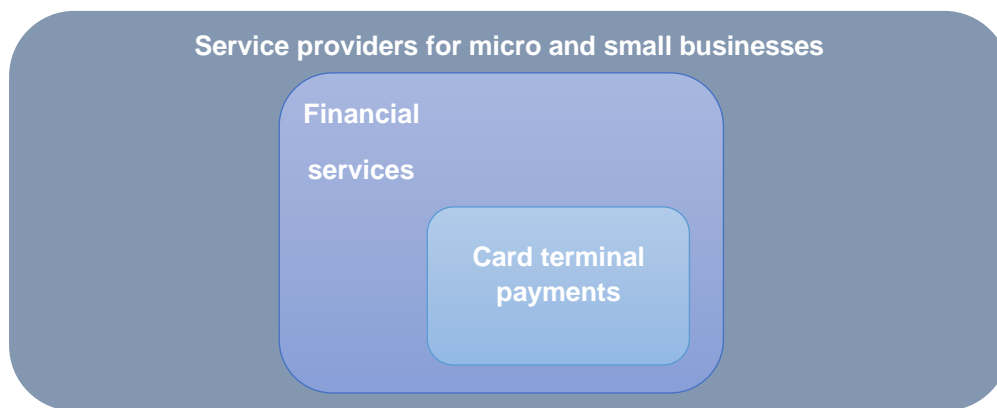 Service providers for micro and small businesses
Financial
services
Card terminal
payments